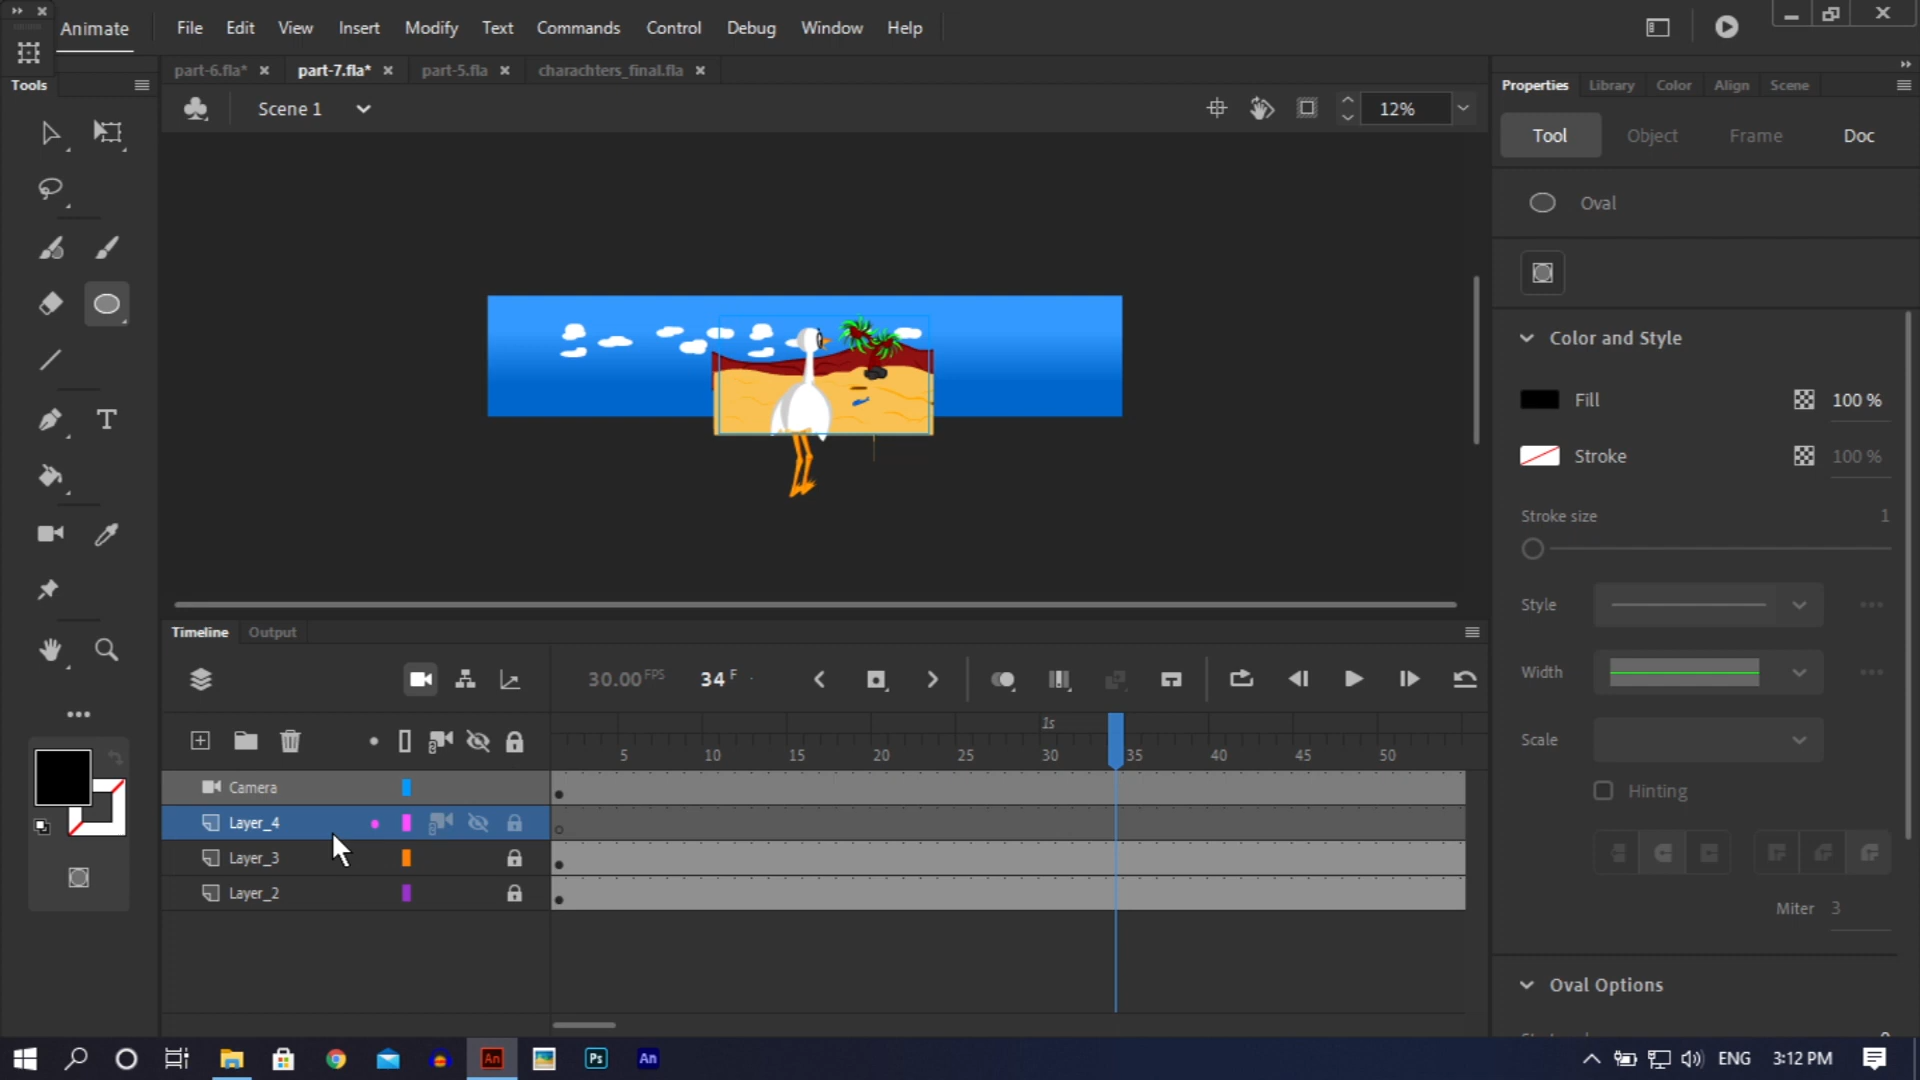 Animate
File Edit View Insert Modify Text Commands Control Debug Window Help
Tools
part-6.fla* part-7.fla* part-5.fla charachters_final.fla
Scene 1
12%
Properties Library Color Align Scene
Tool Object Frame Doc
Oval
Color and Style
Fill 100 %
Stroke 100 %
Stroke size 1
Style
Width
Scale
Hinting
Miter 3
Oval Options
T
Timeline Output
30.00 FPS 34 F
1s
5 10 15 20 25 30 35 40 45 50
Camera
Layer_4
Layer_3
Layer_2
An Ps An
ENG 3:12 PM